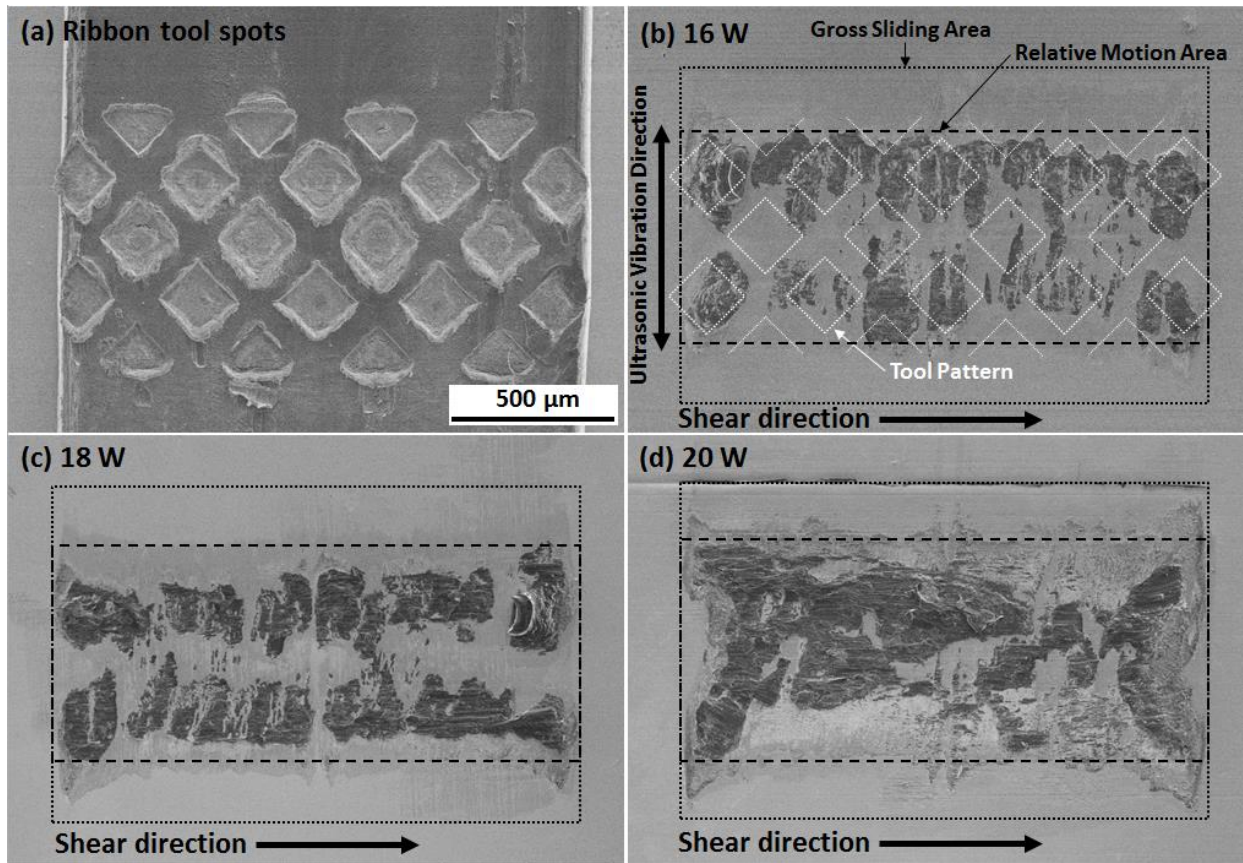 (a) Ribbon tool spots
500 µm
(b) 16 W
Gross Sliding Area
Relative Motion Area
Ultrasonic Vibration Direction
Tool Pattern
Shear direction
(c) 18 W
Shear direction
(d) 20 W
Shear direction